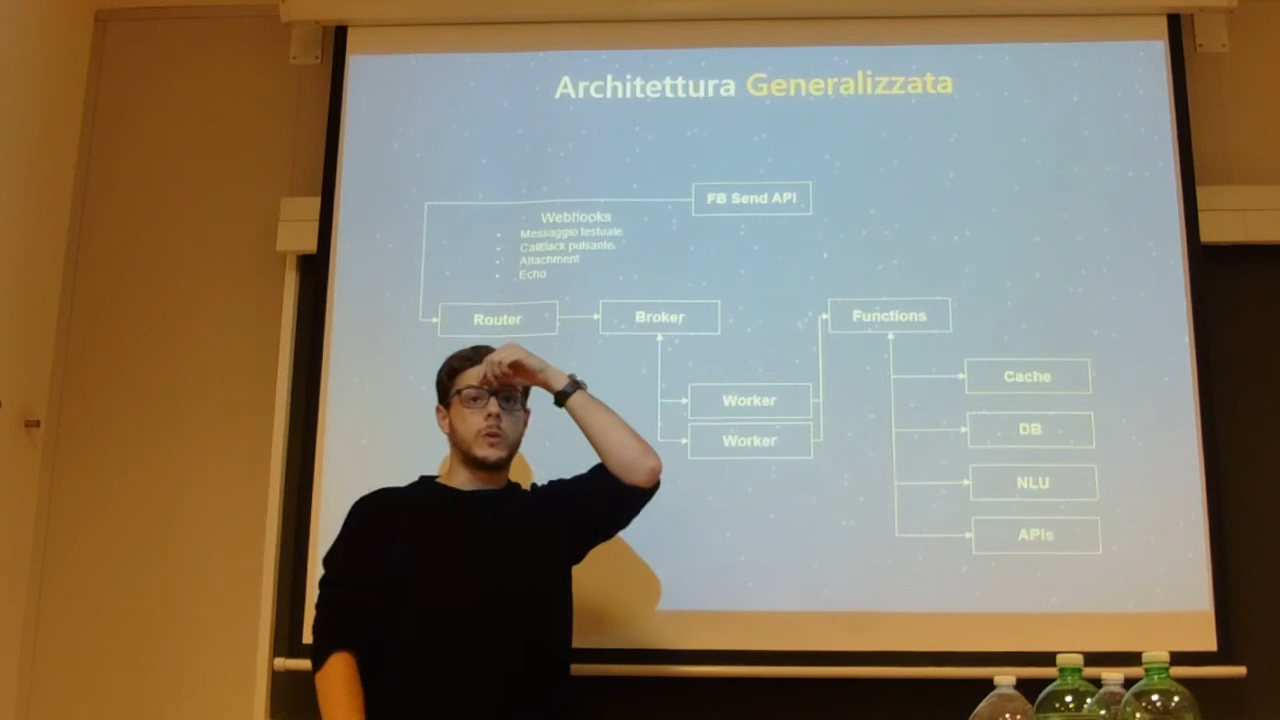 Architettura Generalizzata
FB Send API
Webhooks
Messaggio testuale
Callback pulsante
Attachment
Echo
Router
Broker
Functions
Worker
Worker
Cache
DB
NLU
APIs